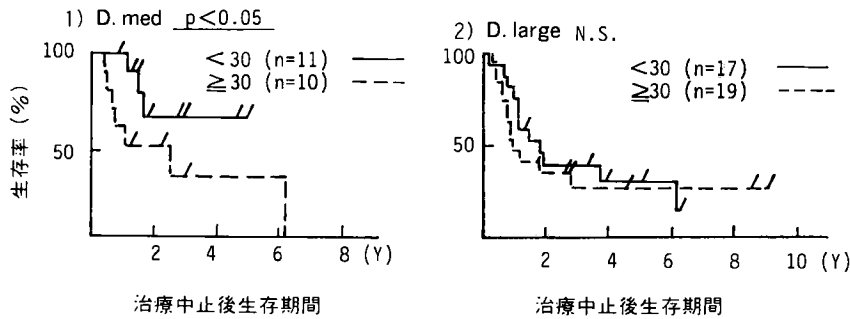 1) D. med p<0.05
100
50
生存率 (%)
<30 (n=11)
≧30 (n=10)
2 4 6 8 (Y)
治療中止後生存期間
2) D. large N.S.
100
50
<30 (n=17)
≧30 (n=19)
2 4 6 8 10 (Y)
治療中止後生存期間